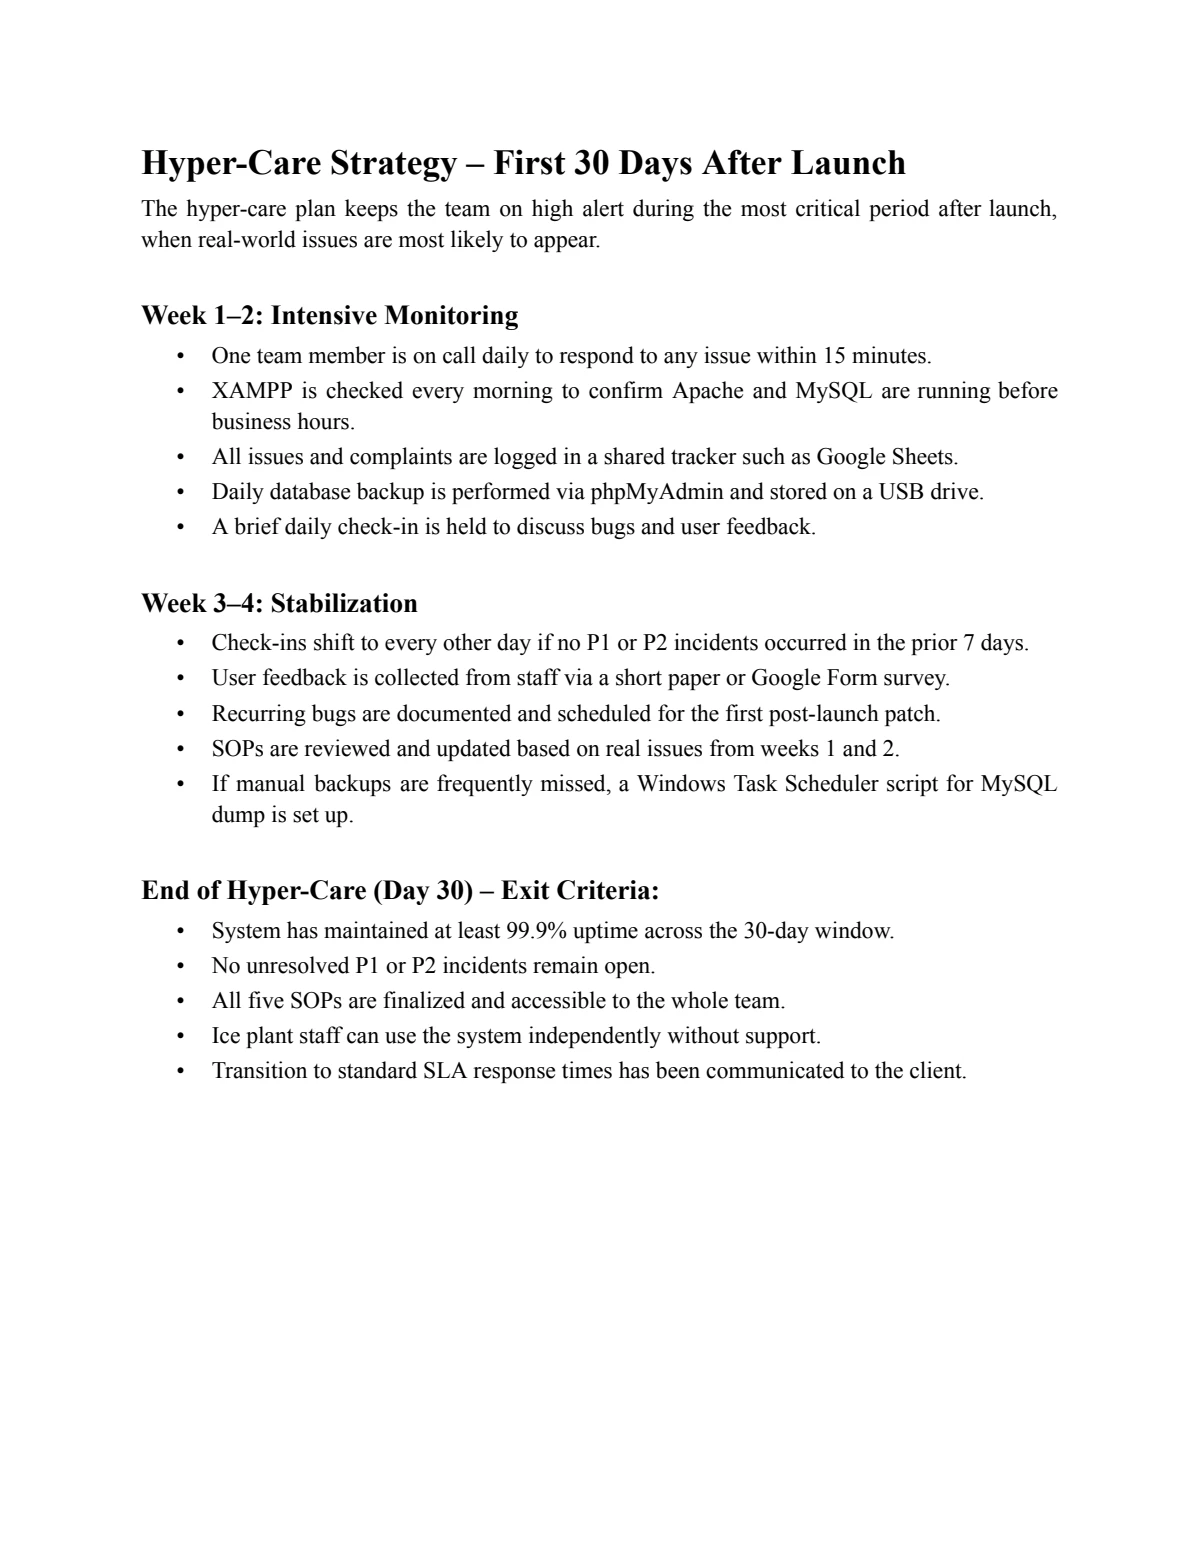 Hyper-Care Strategy – First 30 Days After Launch
The hyper-care plan keeps the team on high alert during the most critical period after launch,
when real-world issues are most likely to appear.
Week 1–2: Intensive Monitoring
• One team member is on call daily to respond to any issue within 15 minutes.
• XAMPP is checked every morning to confirm Apache and MySQL are running before
business hours.
• All issues and complaints are logged in a shared tracker such as Google Sheets.
• Daily database backup is performed via phpMyAdmin and stored on a USB drive.
• A brief daily check-in is held to discuss bugs and user feedback.
Week 3–4: Stabilization
• Check-ins shift to every other day if no P1 or P2 incidents occurred in the prior 7 days.
• User feedback is collected from staff via a short paper or Google Form survey.
• Recurring bugs are documented and scheduled for the first post-launch patch.
• SOPs are reviewed and updated based on real issues from weeks 1 and 2.
• If manual backups are frequently missed, a Windows Task Scheduler script for MySQL
dump is set up.
End of Hyper-Care (Day 30) – Exit Criteria:
• System has maintained at least 99.9% uptime across the 30-day window.
• No unresolved P1 or P2 incidents remain open.
• All five SOPs are finalized and accessible to the whole team.
• Ice plant staff can use the system independently without support.
• Transition to standard SLA response times has been communicated to the client.